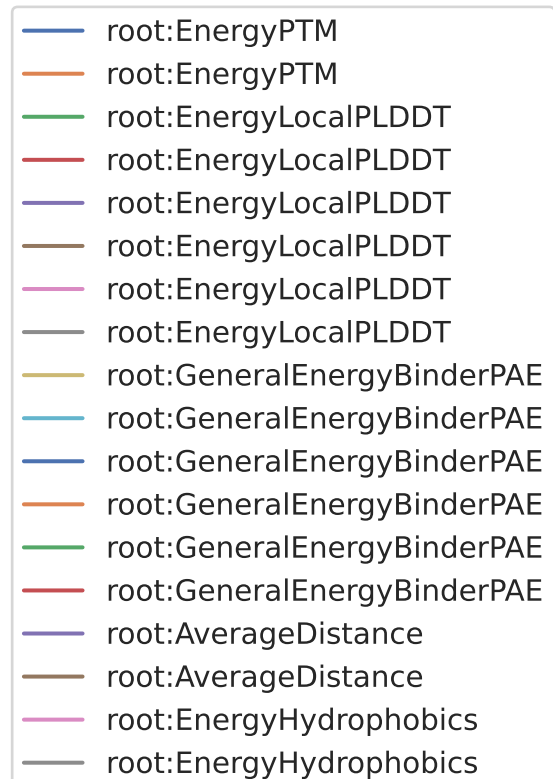 root:EnergyPTM
root:EnergyPTM
root:EnergyLocalPLDDT
root:EnergyLocalPLDDT
root:EnergyLocalPLDDT
root:EnergyLocalPLDDT
root:EnergyLocalPLDDT
root:EnergyLocalPLDDT
root:GeneralEnergyBinderPAE
root:GeneralEnergyBinderPAE
root:GeneralEnergyBinderPAE
root:GeneralEnergyBinderPAE
root:GeneralEnergyBinderPAE
root:GeneralEnergyBinderPAE
root:AverageDistance
root:AverageDistance
root:EnergyHydrophobics
root:EnergyHydrophobics